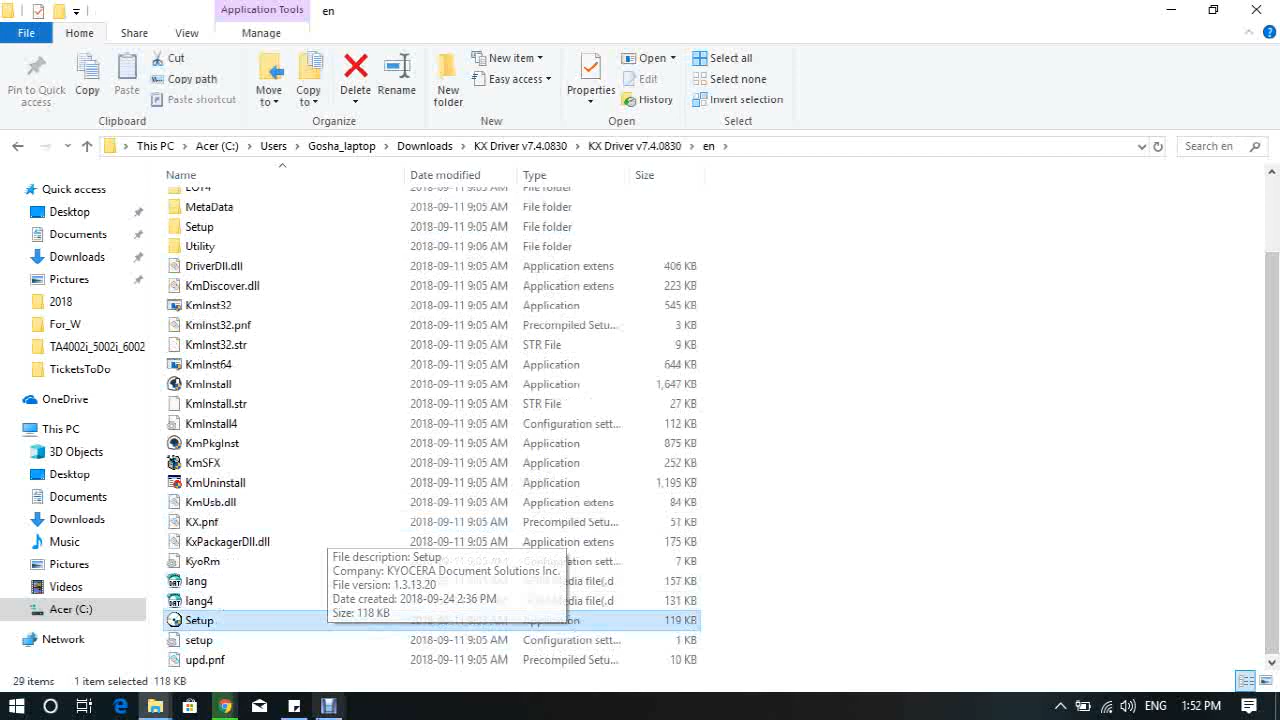 Application Tools
en
File
Home
Share
View
Manage
Pin to Quick access
Copy
Paste
Cut
Copy path
Paste shortcut
Clipboard
Move to
Copy to
Delete
Rename
Organize
New folder
New item
Easy access
New
Properties
Open
Edit
History
Open
Select all
Select none
Invert selection
Select
This PC > Acer (C:) > Users > Gosha_laptop > Downloads > KX Driver v7.4.0830 > KX Driver v7.4.0830 > en >
Search en
Quick access
Desktop
Documents
Downloads
Pictures
2018
For_W
TA4002i_5002i_6002
TicketsToDo
OneDrive
This PC
3D Objects
Desktop
Documents
Downloads
Music
Pictures
Videos
Acer (C:)
Network
Name Date modified Type Size
MetaData 2018-09-11 9:05 AM File folder
Setup 2018-09-11 9:05 AM File folder
Utility 2018-09-11 9:06 AM File folder
DriverDll.dll 2018-09-11 9:05 AM Application extens 406 KB
KmDiscover.dll 2018-09-11 9:05 AM Application extens 223 KB
KmInst32 2018-09-11 9:05 AM Application 545 KB
KmInst32.pnf 2018-09-11 9:05 AM Precompiled Setu... 3 KB
KmInst32.str 2018-09-11 9:05 AM STR File 9 KB
KmInst64 2018-09-11 9:05 AM Application 644 KB
KmInstall 2018-09-11 9:05 AM Application 1,647 KB
KmInstall.str 2018-09-11 9:05 AM STR File 27 KB
KmInstall4 2018-09-11 9:05 AM Configuration sett... 112 KB
KmPkgInst 2018-09-11 9:05 AM Application 875 KB
KmSFX 2018-09-11 9:05 AM Application 252 KB
KmUninstall 2018-09-11 9:05 AM Application 1,195 KB
KmUsb.dll 2018-09-11 9:05 AM Application extens 84 KB
KX.pnf 2018-09-11 9:05 AM Precompiled Setu... 51 KB
KxPackagerDll.dll 2018-09-11 9:05 AM Application extens 175 KB
KyoRm 7 KB
lang 157 KB
lang4 131 KB
Setup 119 KB
setup 2018-09-11 9:05 AM Configuration sett... 1 KB
upd.pnf 2018-09-11 9:05 AM Precompiled Setu... 10 KB
File description: Setup
Company: KYOCERA Document Solutions Inc.
File version: 1.3.13.20
Date created: 2018-09-24 2:36 PM
Size: 118 KB
29 items 1 item selected 118 KB
ENG 1:52 PM